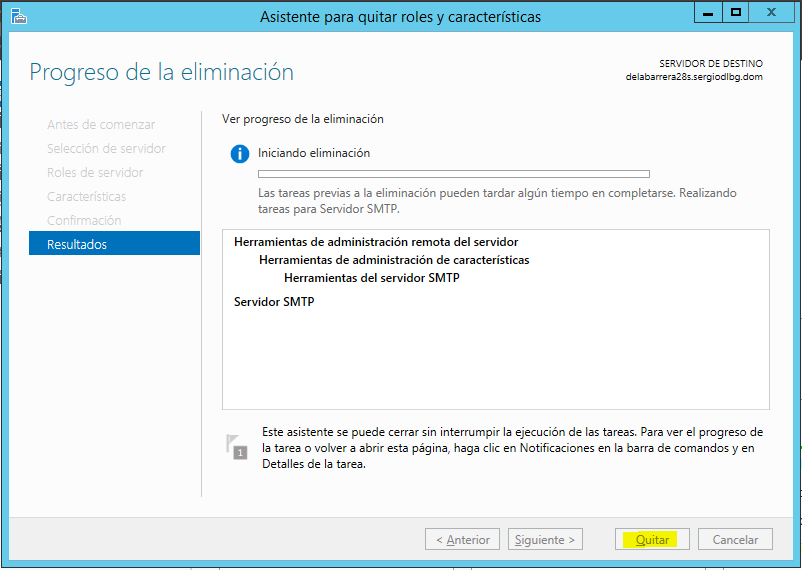 Asistente para quitar roles y características
Progreso de la eliminación
SERVIDOR DE DESTINO
delabarrera28s.sergiodlbg.dom
Antes de comenzar
Selección de servidor
Roles de servidor
Características
Confirmación
Resultados
Ver progreso de la eliminación
Iniciando eliminación
Las tareas previas a la eliminación pueden tardar algún tiempo en completarse. Realizando
tareas para Servidor SMTP.
Herramientas de administración remota del servidor
Herramientas de administración de características
Herramientas del servidor SMTP
Servidor SMTP
1
Este asistente se puede cerrar sin interrumpir la ejecución de las tareas. Para ver el progreso de
la tarea o volver a abrir esta página, haga clic en Notificaciones en la barra de comandos y en
Detalles de la tarea.
< Anterior
Siguiente >
Quitar
Cancelar